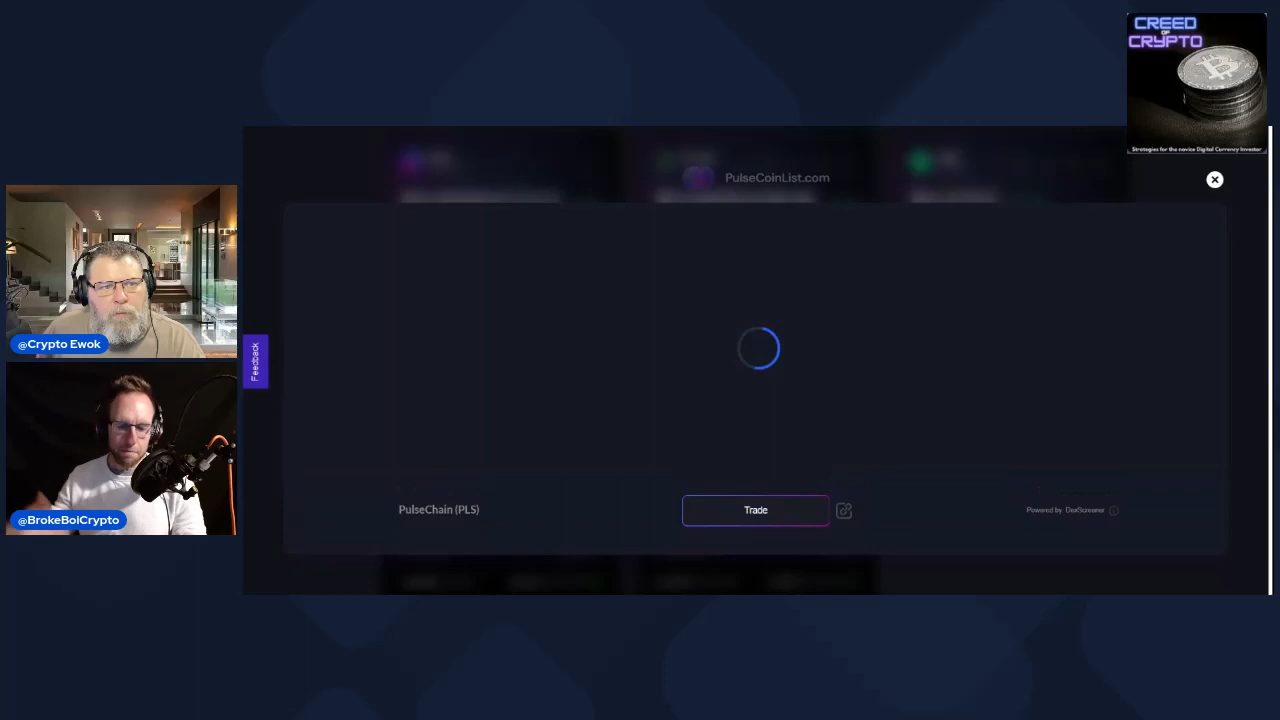 CREED
OF
CRYPTO
Strategies for the novice Digital Currency Investor
PulseCoinList.com
@Crypto Ewok
Feedback
@BrokeBoiCrypto
PulseChain (PLS)
Trade
Powered by DexScreener